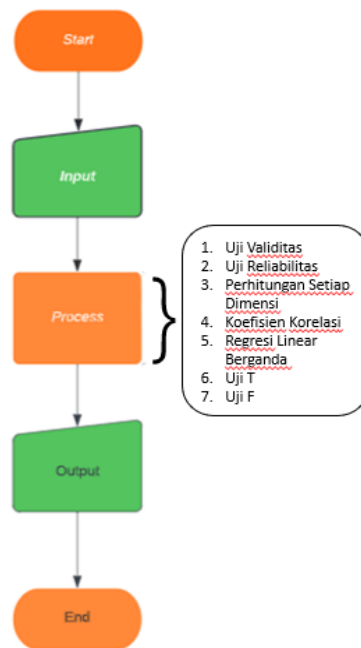 Start
Input
Process
1. Uji Validitas
2. Uji Reliabilitas
3. Perhitungan Setiap
Dimensi
4. Koefisien Korelasi
5. Regresi Linear
Berganda
6. Uji T
7. Uji F
Output
End